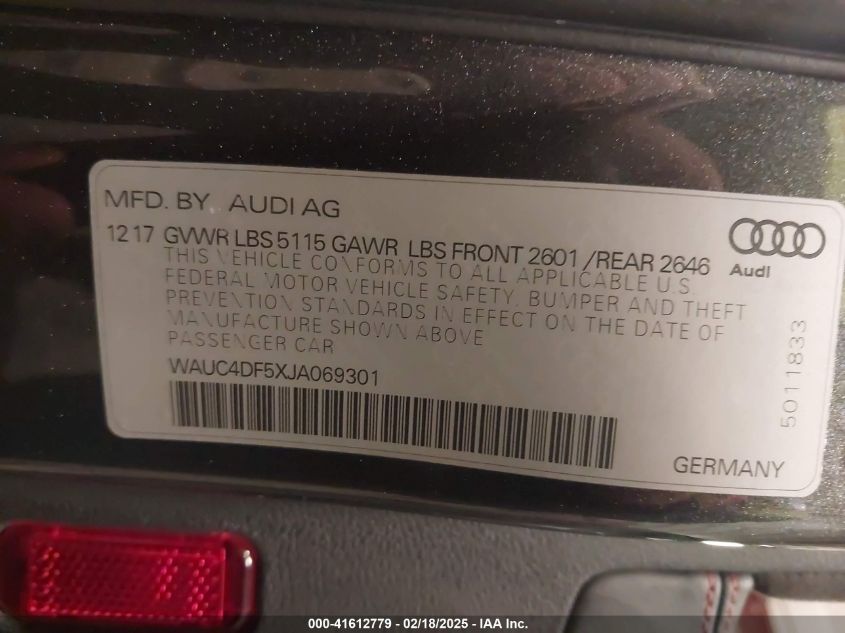 MFD. BY. AUDI AG
12 17 GVWR LBS 5115 GAWR LBS FRONT 2601 /REAR 2646
THIS VEHICLE CONFORMS TO ALL APPLICABLE U.S.
FEDERAL MOTOR VEHICLE SAFETY, BUMPER AND THEFT
PREVENTION STANDARDS IN EFFECT ON THE DATE OF
MANUFACTURE SHOWN ABOVE
PASSENGER CAR
WAUC4DF5XJA069301
Audi
5011833
GERMANY
000-41612779 - 02/18/2025 - IAA Inc.